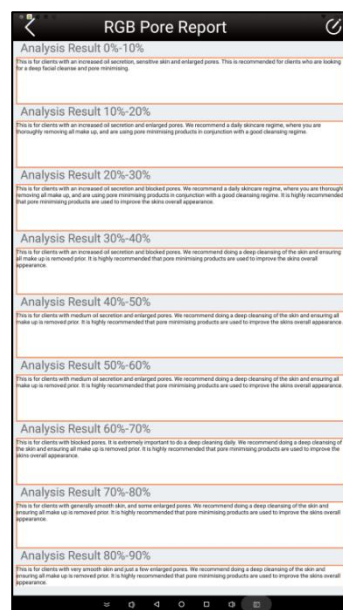 RGB Pore Report
Analysis Result 0%-10%
This is for clients with an increased oil secretion, sensitive skin and enlarged pores. This is recommended for clients who are looking
for a deep facial cleanse and pore minimising.
Analysis Result 10%-20%
This is for clients with an increased oil secretion and enlarged pores. We recommend a daily skincare regime, where you are
thoroughly removing all make up, and are using pore minimising products in conjunction with a good cleansing regime.
Analysis Result 20%-30%
This is for clients with an increased oil secretion and blocked pores. We recommend a daily skincare regime, where you are thoroughl
removing all make up, and are using pore minimising products in conjunction with a good cleansing regime. It is highly recommended
that pore minimising products are used to improve the skins overall appearance.
Analysis Result 30%-40%
This is for clients with an increased oil secretion and blocked pores. We recommend doing a deep cleansing of the skin and ensuring
all make up is removed prior. It is highly recommended that pore minimising products are used to improve the skins overall
appearance.
Analysis Result 40%-50%
This is for clients with medium oil secretion and enlarged pores. We recommend doing a deep cleansing of the skin and ensuring all
make up is removed prior. It is highly recommended that pore minimising products are used to improve the skins overall appearance.
Analysis Result 50%-60%
This is for clients with medium oil secretion and enlarged pores. We recommend doing a deep cleansing of the skin and ensuring all
make up is removed prior. It is highly recommended that pore minimising products are used to improve the skins overall appearance.
Analysis Result 60%-70%
This is for clients with blocked pores. It is extremely important to do a deep cleaning daily. We recommend doing a deep cleansing of
the skin and ensuring all make up is removed prior. It is highly recommended that pore minimising products are used to improve the
skins overall appearance.
Analysis Result 70%-80%
This is for clients with generally smooth skin, and some enlarged pores. We recommend doing a deep cleansing of the skin and
ensuring all make up is removed prior. It is highly recommended that pore minimising products are used to improve the skins overall
appearance.
Analysis Result 80%-90%
This is for clients with very smooth skin and just a few enlarged pores. We recommend doing a deep cleansing of the skin and
ensuring all make up is removed prior. It is highly recommended that pore minimising products are used to improve the skins overall
appearance.